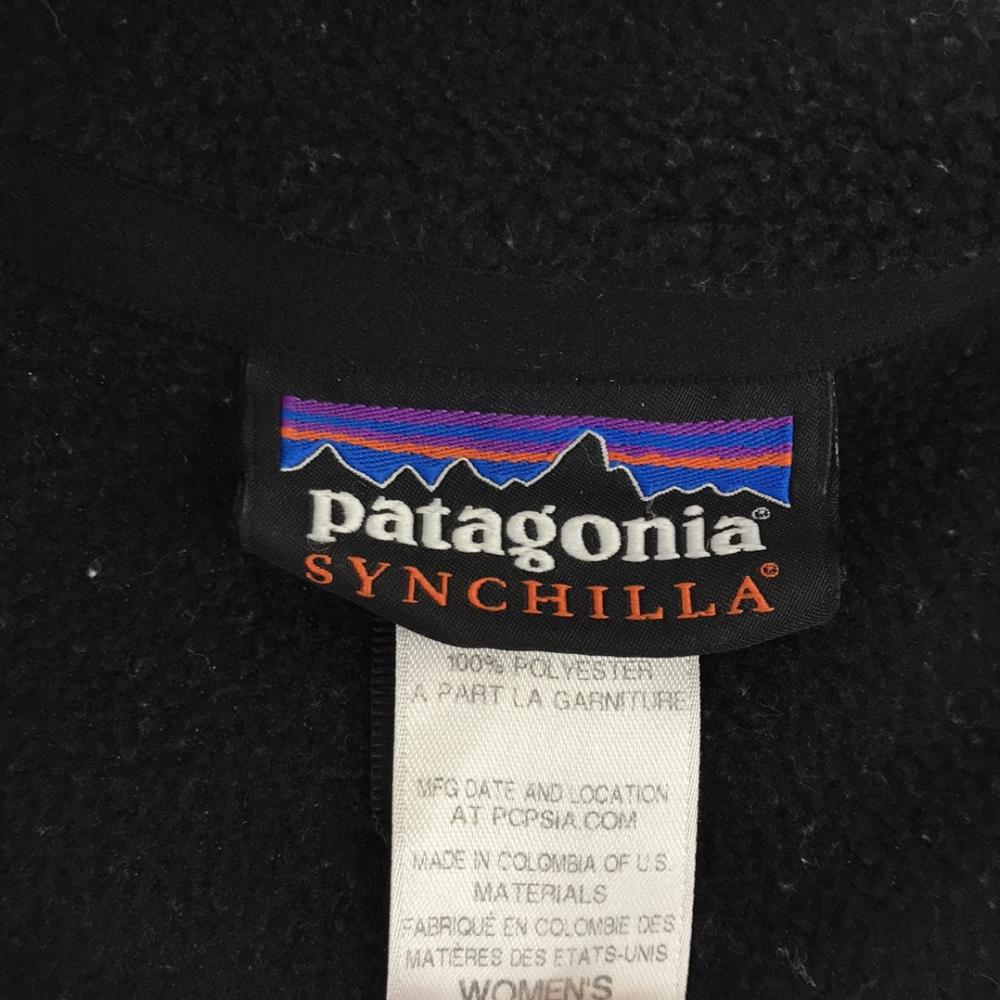 patagonia®
SYNCHILLA®
100% POLYESTER
A PART LA GARNITURE
MFG DATE AND LOCATION
AT PCPSIA.COM
MADE IN COLOMBIA OF U.S.
MATERIALS
FABRIQUÉ EN COLOMBIE DES
MATIÈRES DES ETATS-UNIS
WOMEN'S